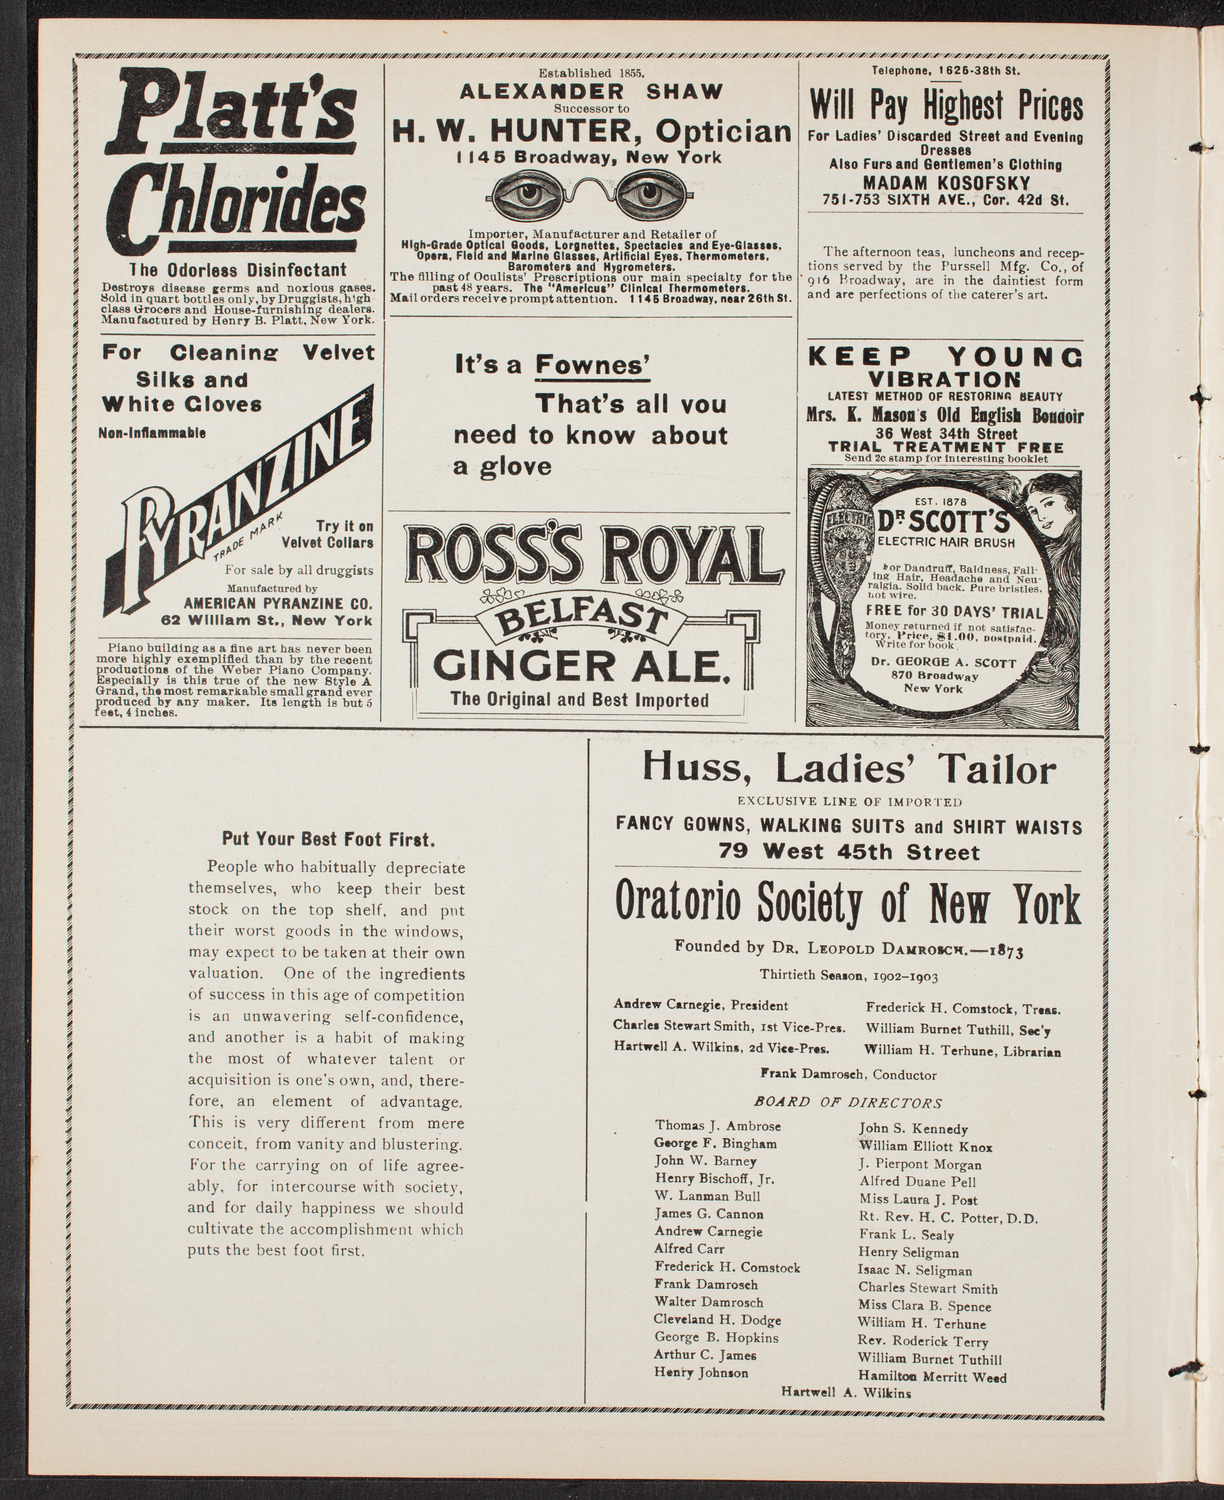 Platt's
Chlorides
The Odorless Disinfectant
Destroys disease germs and noxious gases.
Sold in quart bottles only, by Druggists, high
class Grocers and House-furnishing dealers.
Manufactured by Henry B. Platt, New York.
For Cleaning Velvet
Silks and
White Gloves
Non-Inflammable
PYRANZINE
TRADE MARK
Try it on
Velvet Collars
For sale by all druggists
Manufactured by
AMERICAN PYRANZINE CO.
62 William St., New York
Piano building as a fine art has never been
more highly exemplified than by the recent
productions of the Weber Piano Company.
Especially is this true of the new Style A
Grand, the most remarkable small grand ever
produced by any maker. Its length is but 5
feet, 4 inches.
Established 1855.
ALEXANDER SHAW
Successor to
H. W. HUNTER, Optician
1145 Broadway, New York
Importer, Manufacturer and Retailer of
High-Grade Optical Goods, Lorgnettes, Spectacles and Eye-Glasses,
Opera, Field and Marine Glasses, Artificial Eyes, Thermometers,
Barometers and Hygrometers.
The filling of Oculists' Prescriptions our main specialty for the
past 48 years. The "Americus" Clinical Thermometers.
Mail orders receive prompt attention. 1145 Broadway, near 26th St.
It's a Fownes'
That's all you
need to know about
a glove
ROSS'S ROYAL
BELFAST
GINGER ALE.
The Original and Best Imported
Telephone, 1626-38th St.
Will Pay Highest Prices
For Ladies' Discarded Street and Evening
Dresses
Also Furs and Gentlemen's Clothing
MADAM KOSOFSKY
751-753 SIXTH AVE., Cor. 42d St.
The afternoon teas, luncheons and recep-
tions served by the Purssell Mfg. Co., of
916 Broadway, are in the daintiest form
and are perfections of the caterer's art.
KEEP YOUNG
VIBRATION
LATEST METHOD OF RESTORING BEAUTY
Mrs. K. Mason's Old English Boudoir
36 West 34th Street
TRIAL TREATMENT FREE
Send 2c stamp for interesting booklet
ELECTRIC
EST. 1878
DR. SCOTT'S
ELECTRIC HAIR BRUSH
For Dandruff, Baldness, Fall-
ing Hair, Headache and Neu-
ralgia. Solid back. Pure bristles,
not wire.
FREE for 30 DAYS' TRIAL
Money returned if not satisfac-
tory. Price, $1.00, postpaid.
Write for book
Dr. GEORGE A. SCOTT
870 Broadway
New York
Put Your Best Foot First.
People who habitually depreciate
themselves, who keep their best
stock on the top shelf, and put
their worst goods in the windows,
may expect to be taken at their own
valuation. One of the ingredients
of success in this age of competition
is an unwavering self-confidence,
and another is a habit of making
the most of whatever talent or
acquisition is one's own, and, there-
fore, an element of advantage.
This is very different from mere
conceit, from vanity and blustering.
For the carrying on of life agree-
ably, for intercourse with society,
and for daily happiness we should
cultivate the accomplishment which
puts the best foot first.
Huss, Ladies' Tailor
EXCLUSIVE LINE OF IMPORTED
FANCY GOWNS, WALKING SUITS and SHIRT WAISTS
79 West 45th Street
Oratorio Society of New York
Founded by DR. LEOPOLD DAMROSCH.—1873
Thirtieth Season, 1902-1903
Andrew Carnegie, President
Charles Stewart Smith, 1st Vice-Pres.
Hartwell A. Wilkins, 2d Vice-Pres.
Frederick H. Comstock, Treas.
William Burnet Tuthill, Sec'y
William H. Terhune, Librarian
Frank Damrosch, Conductor
BOARD OF DIRECTORS
Thomas J. Ambrose
George F. Bingham
John W. Barney
Henry Bischoff, Jr.
W. Lanman Bull
James G. Cannon
Andrew Carnegie
Alfred Carr
Frederick H. Comstock
Frank Damrosch
Walter Damrosch
Cleveland H. Dodge
George B. Hopkins
Arthur C. James
Henry Johnson
John S. Kennedy
William Elliott Knox
J. Pierpont Morgan
Alfred Duane Pell
Miss Laura J. Post
Rt. Rev. H. C. Potter, D.D.
Frank L. Sealy
Henry Seligman
Isaac N. Seligman
Charles Stewart Smith
Miss Clara B. Spence
William H. Terhune
Rev. Roderick Terry
William Burnet Tuthill
Hamilton Merritt Weed
Hartwell A. Wilkins